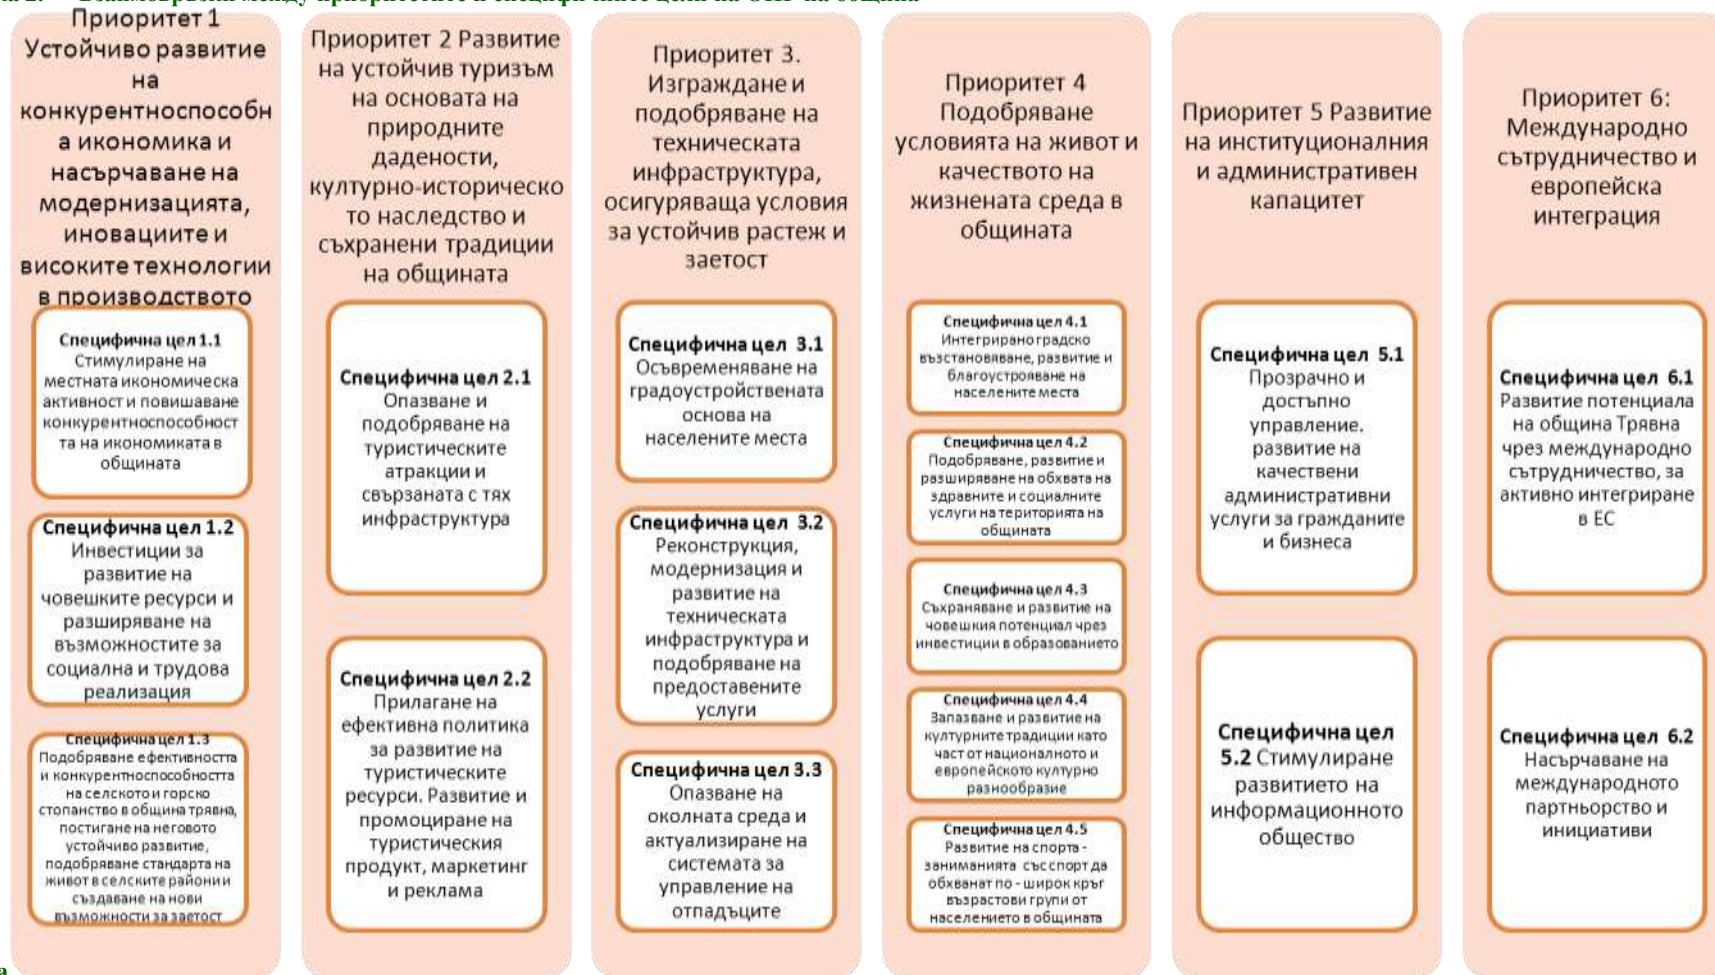 Взаимовръзки между приоритетите и специфичните цели на ОПР на община
Приоритет 1
Устойчиво развитие
на
конкурентноспособн
а икономика и
насърчаване на
модернизацията,
иновациите и
високите технологии
в производството
Специфична цел 1.1
Стимулиране на
местната икономическа
активност и повишаване
конкурентоспособност
та на икономиката в
общината
Специфична цел 1.2
Инвестиции за
развитие на
човешките ресурси и
разширяване на
възможностите за
социална и трудова
реализация
Специфична цел 1.3
Подобряване ефективността
и конкурентноспособността
на селското и горско
стопанство в община трявна,
постигане на неговото
устойчиво развитие,
подобряване стандарта на
живот в селските райони и
създаване на нови
възможности за заетост
Приоритет 2 Развитие
на устойчив туризъм
на основата на
природните
дадености,
културно-историческо
то наследство и
съхранени традиции
на общината
Специфична цел 2.1
Опазване и
подобряване на
туристическите
атракции и
свързаната с тях
инфраструктура
Специфична цел 2.2
Прилагане на
ефективна политика
за развитие на
туристическите
ресурси. Развитие и
промоциране на
туристическия
продукт, маркетинг
и реклама
Приоритет 3.
Изграждане и
подобряване на
техническата
инфраструктура,
осигуряваща условия
за устойчив растеж и
заетост
Специфична цел 3.1
Осъвременяване на
градоустройствената
основа на
населените места
Специфична цел 3.2
Реконструкция,
модернизация и
развитие на
техническата
инфраструктура и
подобряване на
предоставените
услуги
Специфична цел 3.3
Опазване на
околната среда и
актуализиране на
системата за
управление на
отпадъците
Приоритет 4
Подобряване
условията на живот и
качеството на
жизнената среда в
общината
Специфична цел 4.1
Интегрирано градско
възстановяване, развитие и
благоустрояване на
населените места
Специфична цел 4.2
Подобряване, развитие и
разширяване на обхвата на
здравните и социалните
услуги на територията на
общината
Специфична цел 4.3
Съхраняване и развитие на
човешкия потенциал чрез
инвестиции в образованието
Специфична цел 4.4
Запазване и развитие на
културните традиции като
част от националното и
европейското културно
разнообразие
Специфична цел 4.5
Развитие на спорта -
заниманията със спорт да
обхванат по - широк кръг
възрастови групи от
населението в общината
Приоритет 5 Развитие
на институционалния
и административен
капацитет
Специфична цел 5.1
Прозрачно и
достъпно
управление.
развитие на
качествени
административни
услуги за гражданите
и бизнеса
Специфична цел
5.2 Стимулиране
развитието на
информационното
общество
Приоритет 6:
Международно
сътрудничество и
европейска
интеграция
Специфична цел 6.1
Развитие потенциала
на община Трявна
чрез международно
сътрудничество, за
активно интегриране
в ЕС
Специфична цел 6.2
Насърчаване на
международното
партньорство и
инициативи